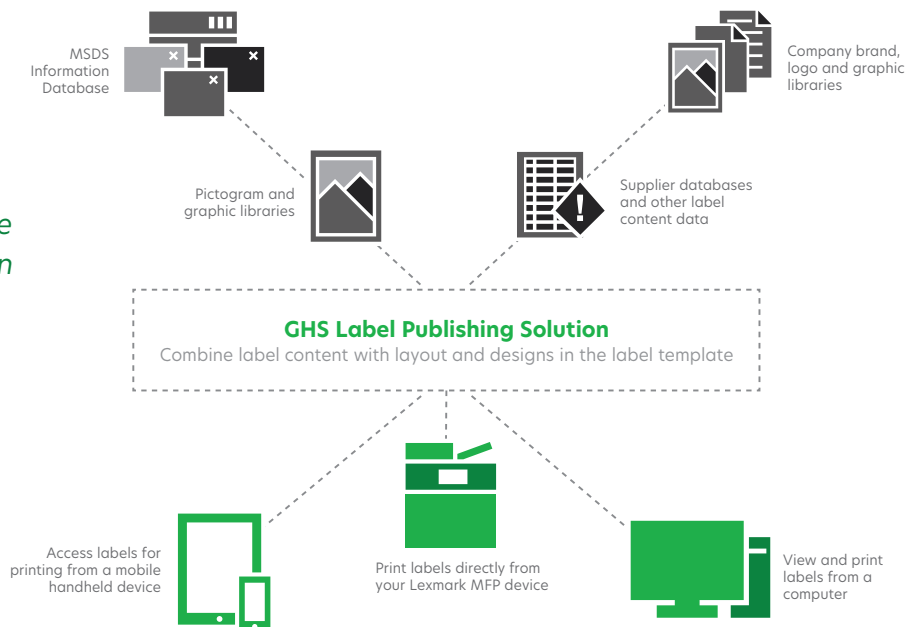 MSDS
Information
Database
Company brand,
logo and graphic
libraries
Pictogram and
graphic libraries
Supplier databases
and other label
content data
GHS Label Publishing Solution
Combine label content with layout and designs in the label template
Access labels for
printing from a mobile
handheld device
Print labels directly from
your Lexmark MFP device
View and print
labels from a
computer